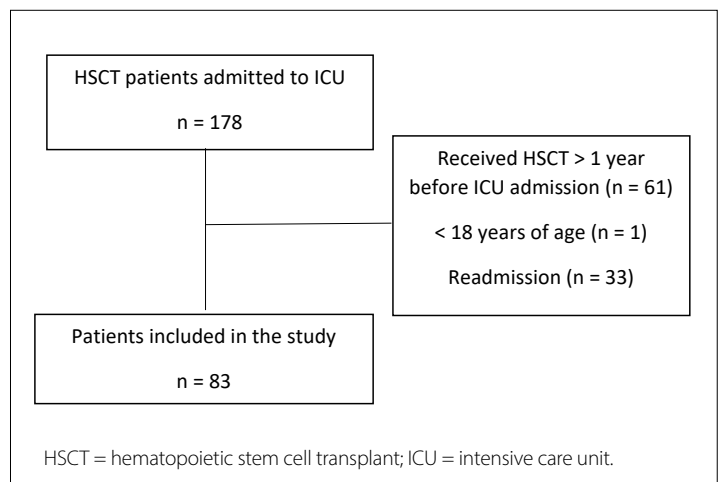 HSCT patients admitted to ICU
n = 178
Received HSCT > 1 year
before ICU admission (n = 61)
< 18 years of age (n = 1)
Readmission (n = 33)
Patients included in the study
n = 83
HSCT = hematopoietic stem cell transplant; ICU = intensive care unit.